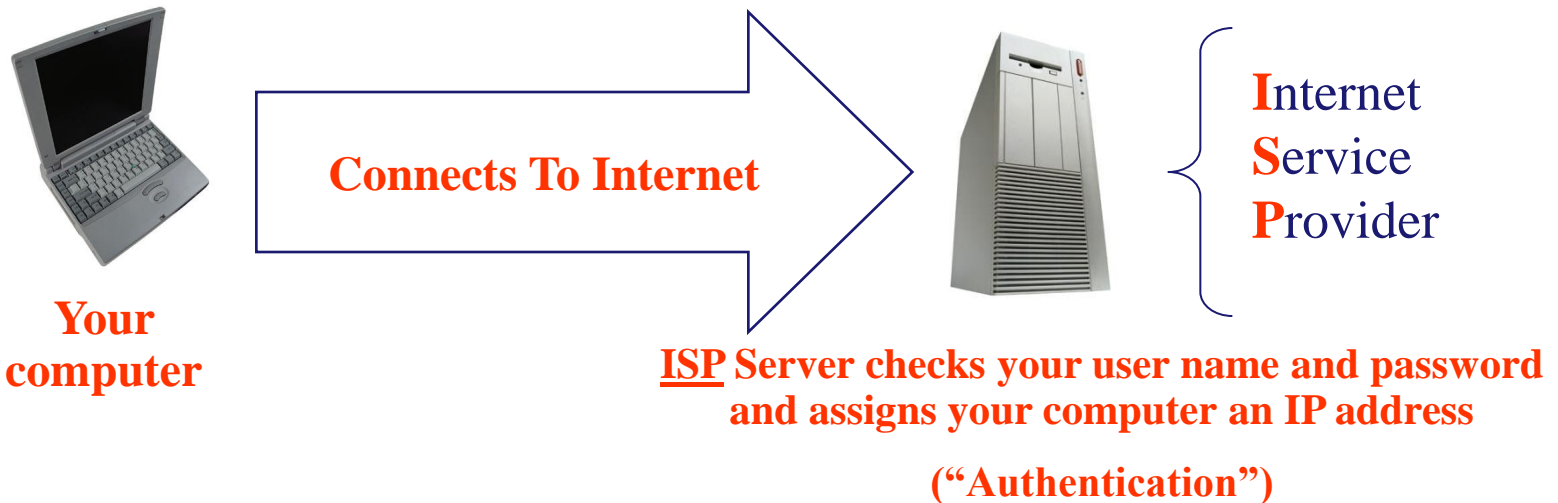 Connects To Internet
Internet
Service
Provider
Your
computer
ISP Server checks your user name and password
and assigns your computer an IP address
(“Authentication”)